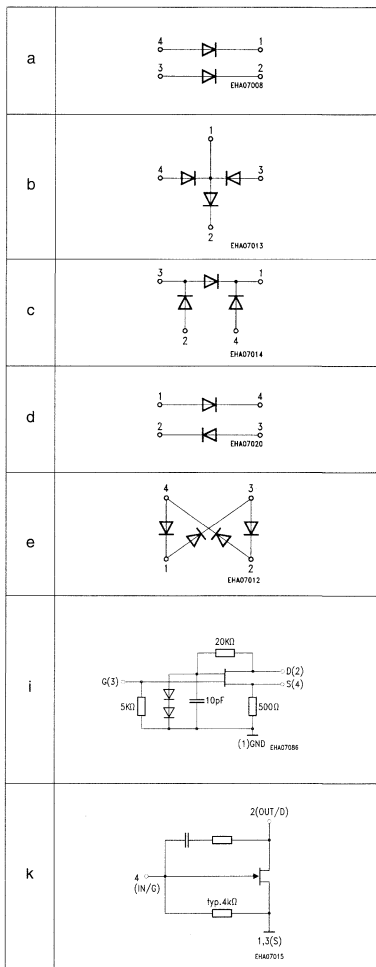 a
4 1
3 2
EHA07008
b
1
4 3
2
EHA07013
c
3 1
2 4
EHA07014
d
1 4
2 3
EHA07020
e
4 3
1 2
EHA07012
i
20KΩ
G(3) D(2)
S(4)
5KΩ 10pF 500Ω
(1)GND EHA07086
k
2(OUT/D)
4
(IN/G)
typ.4kΩ
1,3(S)
EHA07015